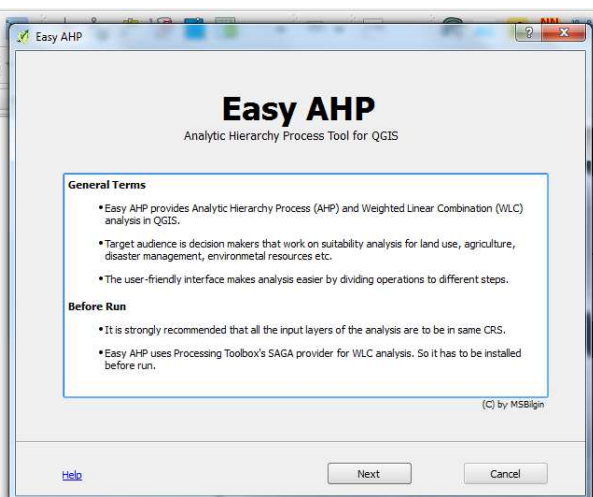 Easy AHP
Easy AHP
Analytic Hierarchy Process Tool for QGIS
General Terms
•Easy AHP provides Analytic Hierarchy Process (AHP) and Weighted Linear Combination (WLC)
analysis in QGIS.
•Target audience is decision makers that work on suitability analysis for land use, agriculture,
disaster management, environmetal resources etc.
•The user-friendly interface makes analysis easier by dividing operations to different steps.
Before Run
•It is strongly recommended that all the input layers of the analysis are to be in same CRS.
•Easy AHP uses Processing Toolbox's SAGA provider for WLC analysis. So it has to be installed
before run.
(C) by MSBilgin
Help
Next
Cancel